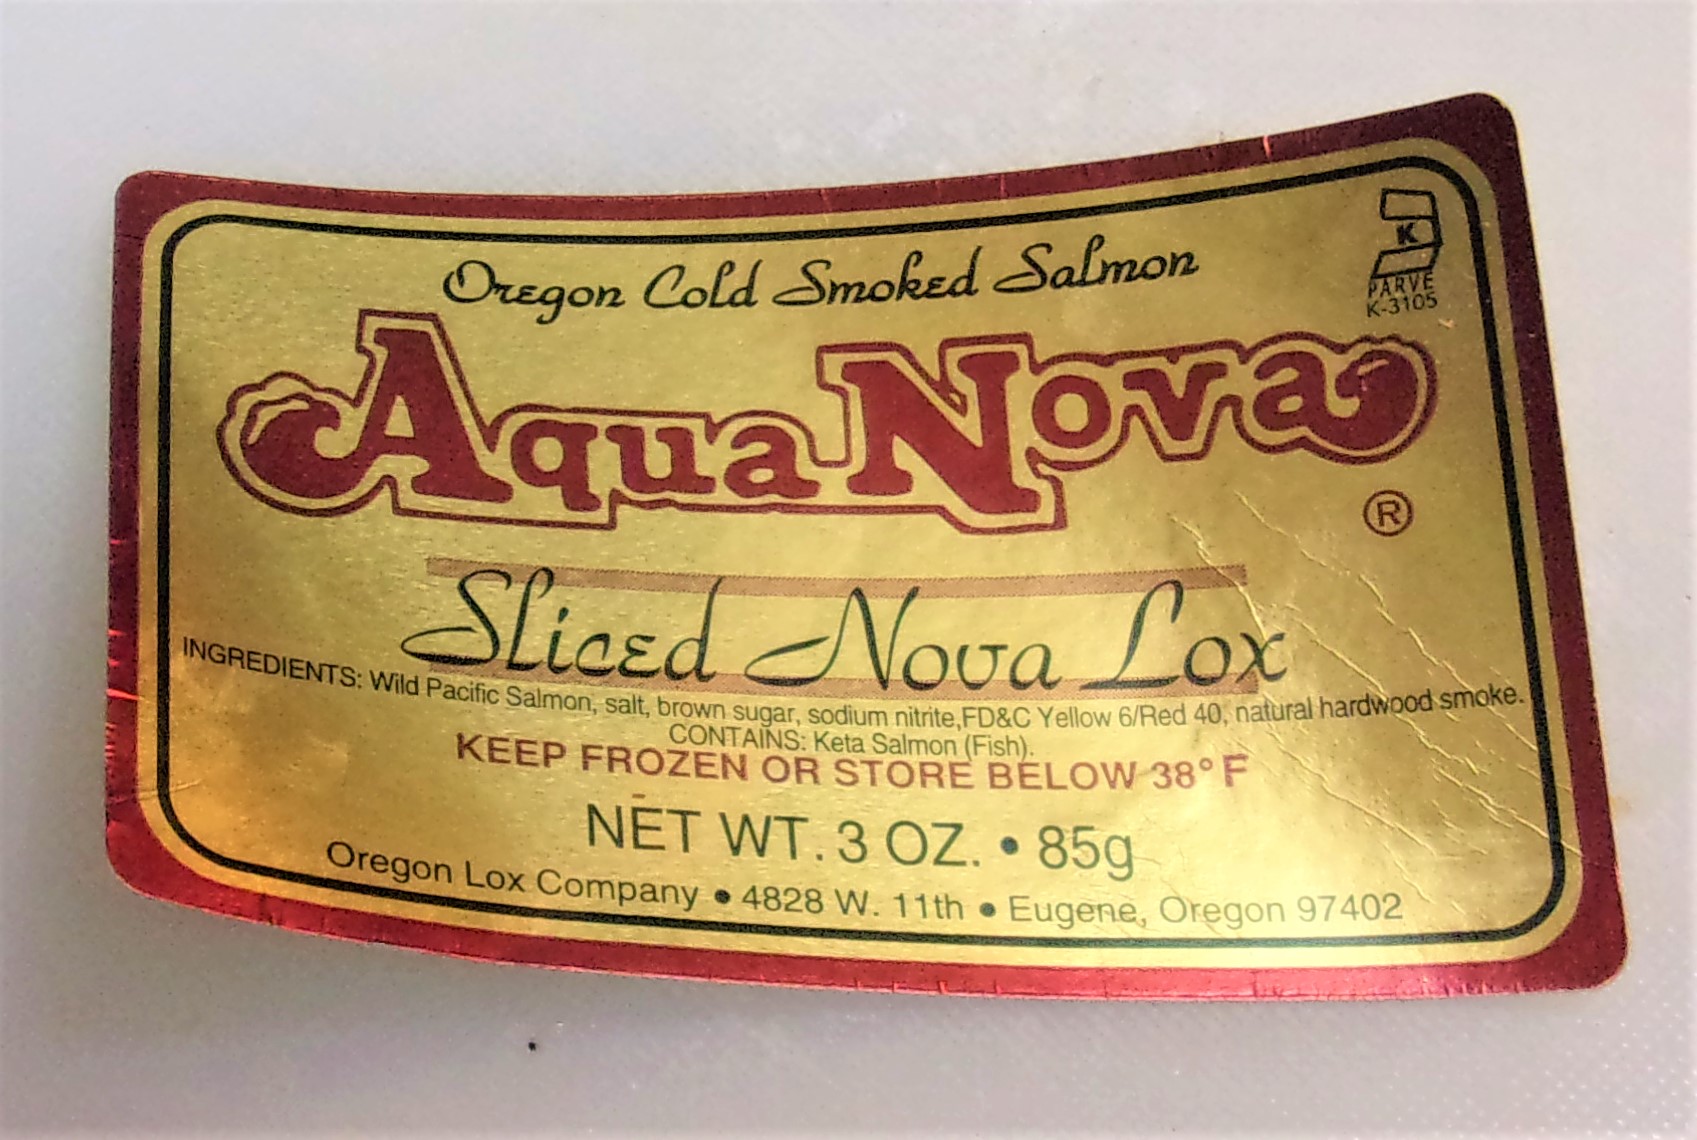 K
PARVE
K-3105
Oregon Cold Smoked Salmon
Aqua Nova
®
Sliced Nova Lox
INGREDIENTS: Wild Pacific Salmon, salt, brown sugar, sodium nitrite,FD&C Yellow 6/Red 40, natural hardwood smoke.
CONTAINS: Keta Salmon (Fish).
KEEP FROZEN OR STORE BELOW 38° F
NET WT. 3 OZ. • 85g
Oregon Lox Company • 4828 W. 11th • Eugene, Oregon 97402